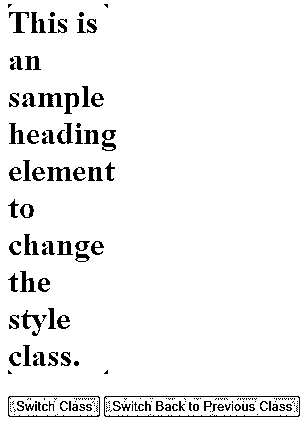 This is
an
sample
heading
element
to
change
the
style
class.
Switch Class Switch Back to Previous Class